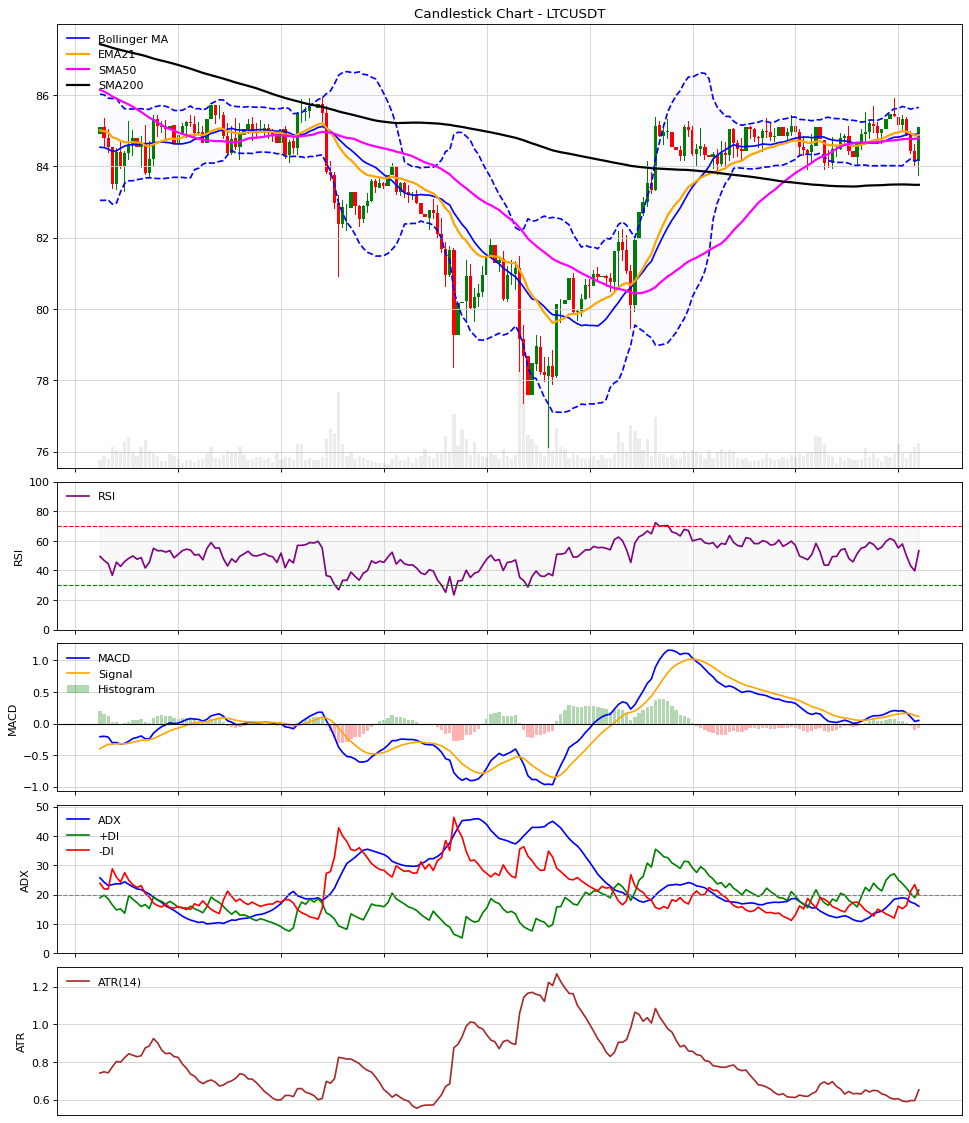 Candlestick Chart - LTCUSDT
Bollinger MA
EMA21
SMA50
SMA200
86
84
82
80
78
76
100
80
60
40
20
0
RSI
RSI
1.0
0.5
0.0
−0.5
−1.0
MACD
MACD
Signal
Histogram
50
40
30
20
10
0
ADX
ADX
+DI
-DI
1.2
1.0
0.8
0.6
ATR
ATR(14)